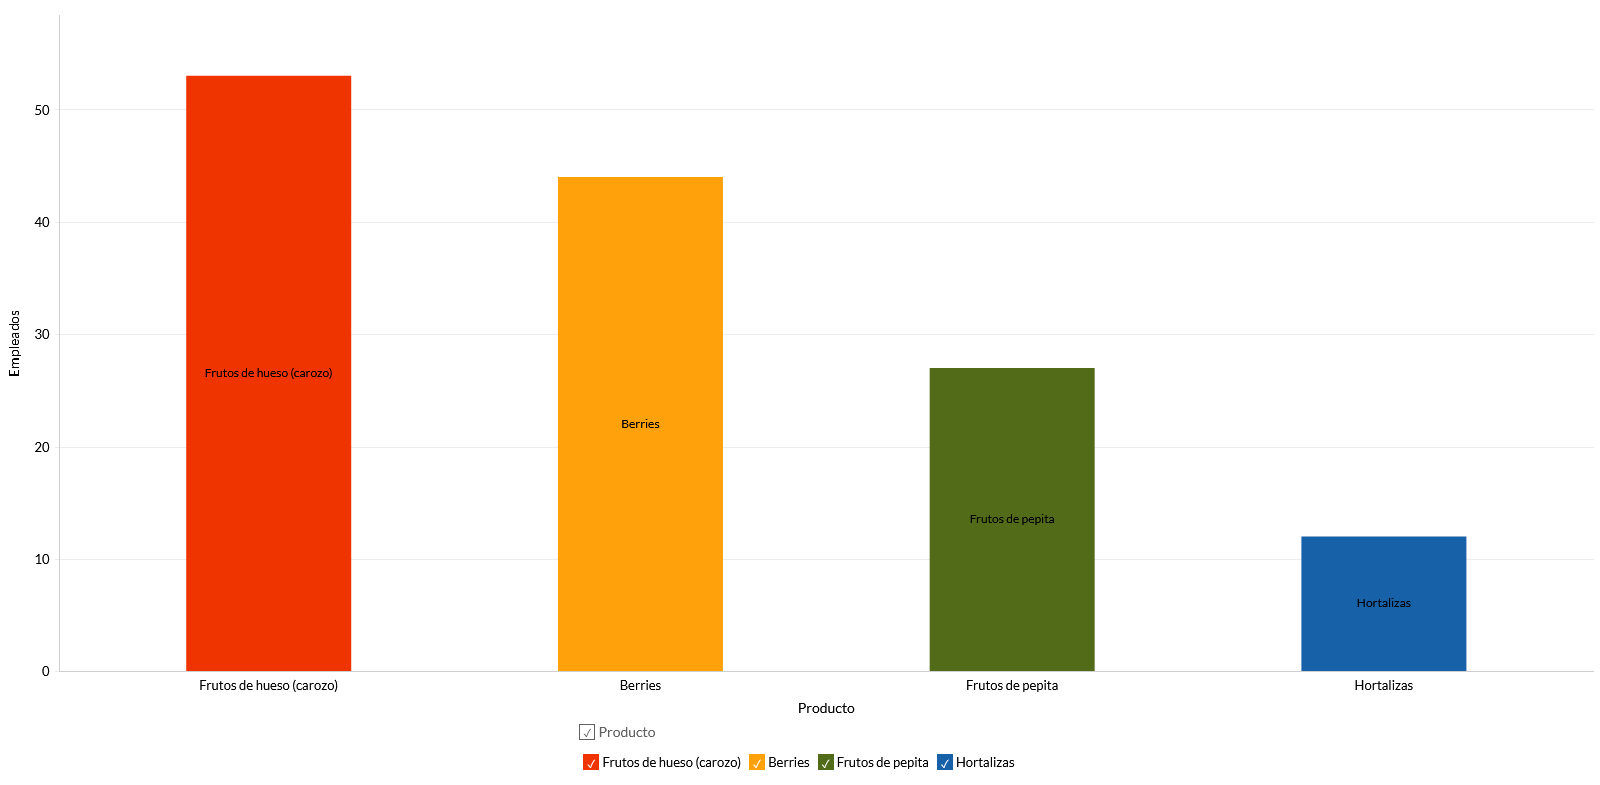 50
40
30
20
10
0
Empleados
Frutos de hueso (carozo)
Berries
Frutos de pepita
Hortalizas
Frutos de hueso (carozo) Berries Frutos de pepita Hortalizas
Producto
Producto
Frutos de hueso (carozo) Berries Frutos de pepita Hortalizas